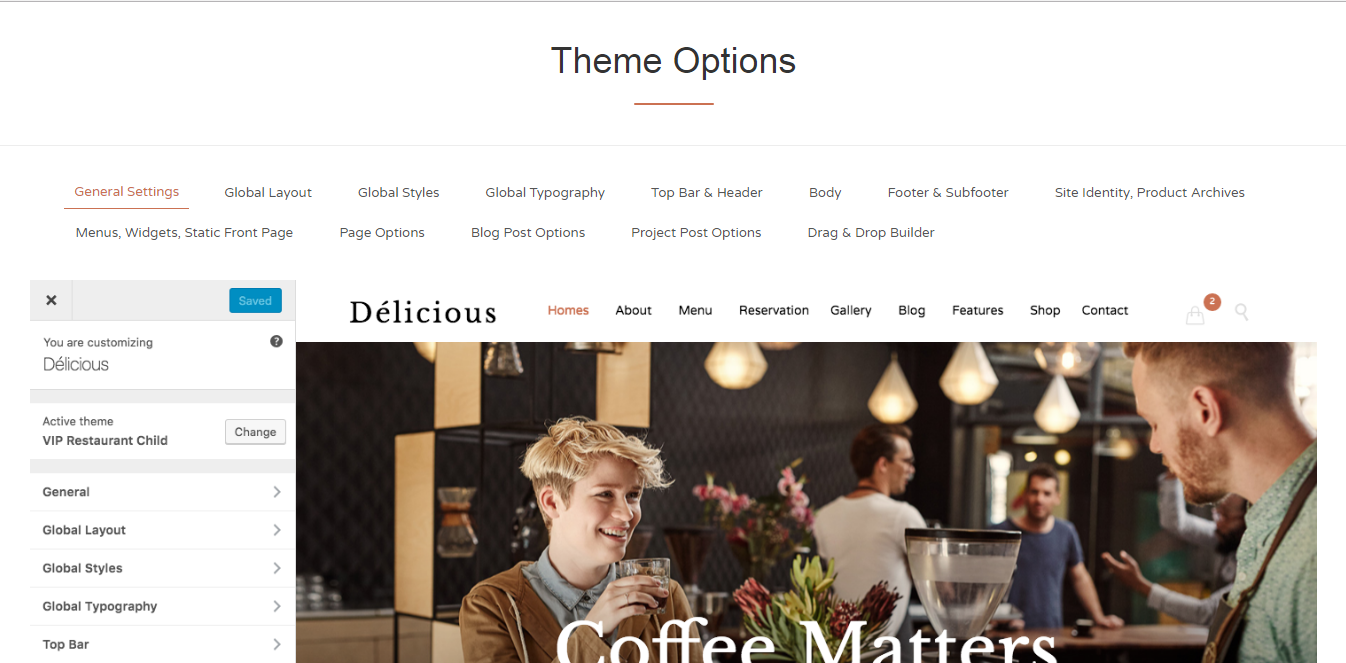 Theme Options
General Settings Global Layout Global Styles Global Typography Top Bar & Header Body Footer & Subfooter Site Identity, Product Archives
Menus, Widgets, Static Front Page Page Options Blog Post Options Project Post Options Drag & Drop Builder
Saved
You are customizing
Délicious
Active theme
VIP Restaurant Child
Change
General
Global Layout
Global Styles
Global Typography
Top Bar
Délicious Homes About Menu Reservation Gallery Blog Features Shop Contact 2
Coffee Matters